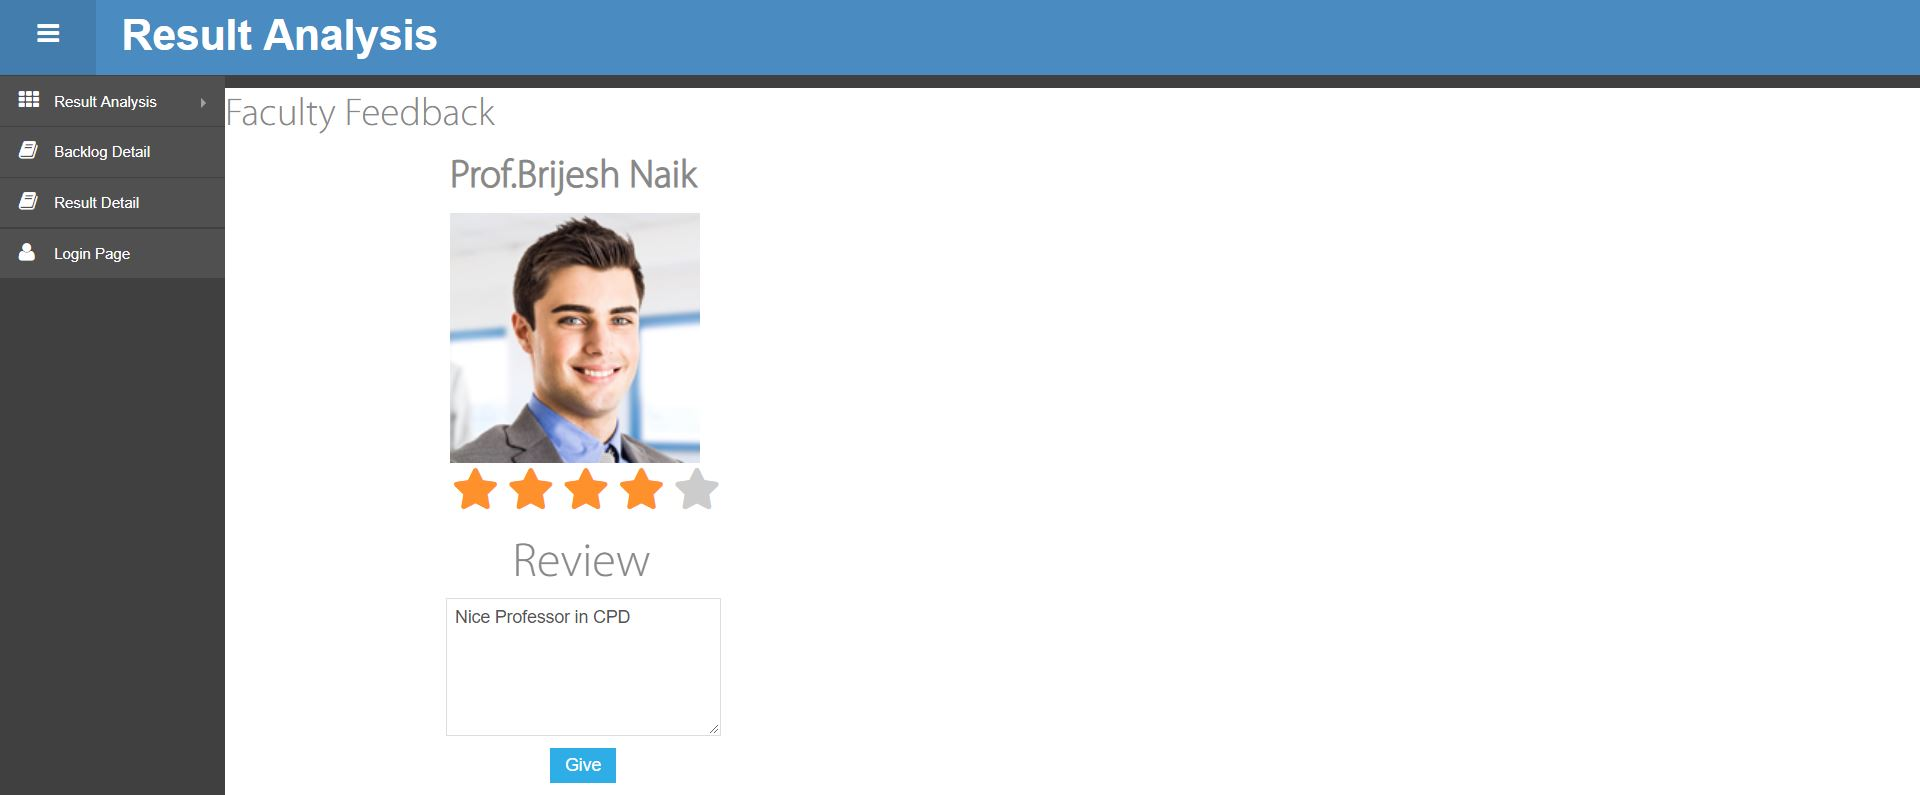 Result Analysis
Result Analysis
Backlog Detail
Result Detail
Login Page
Faculty Feedback
Prof.Brijesh Naik
Review
Nice Professor in CPD
Give